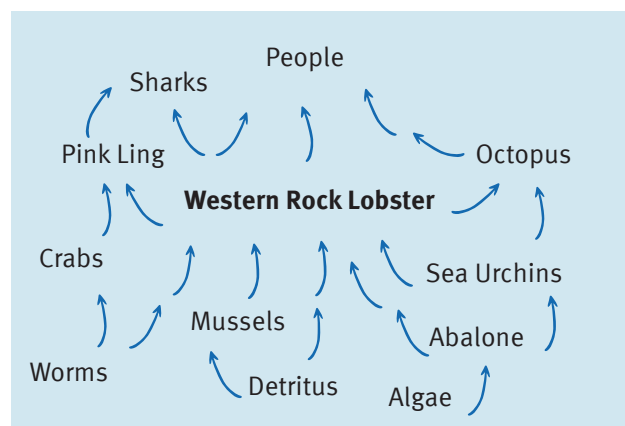 People
Sharks
Pink Ling
Octopus
Western Rock Lobster
Crabs
Sea Urchins
Mussels
Abalone
Worms
Detritus
Algae